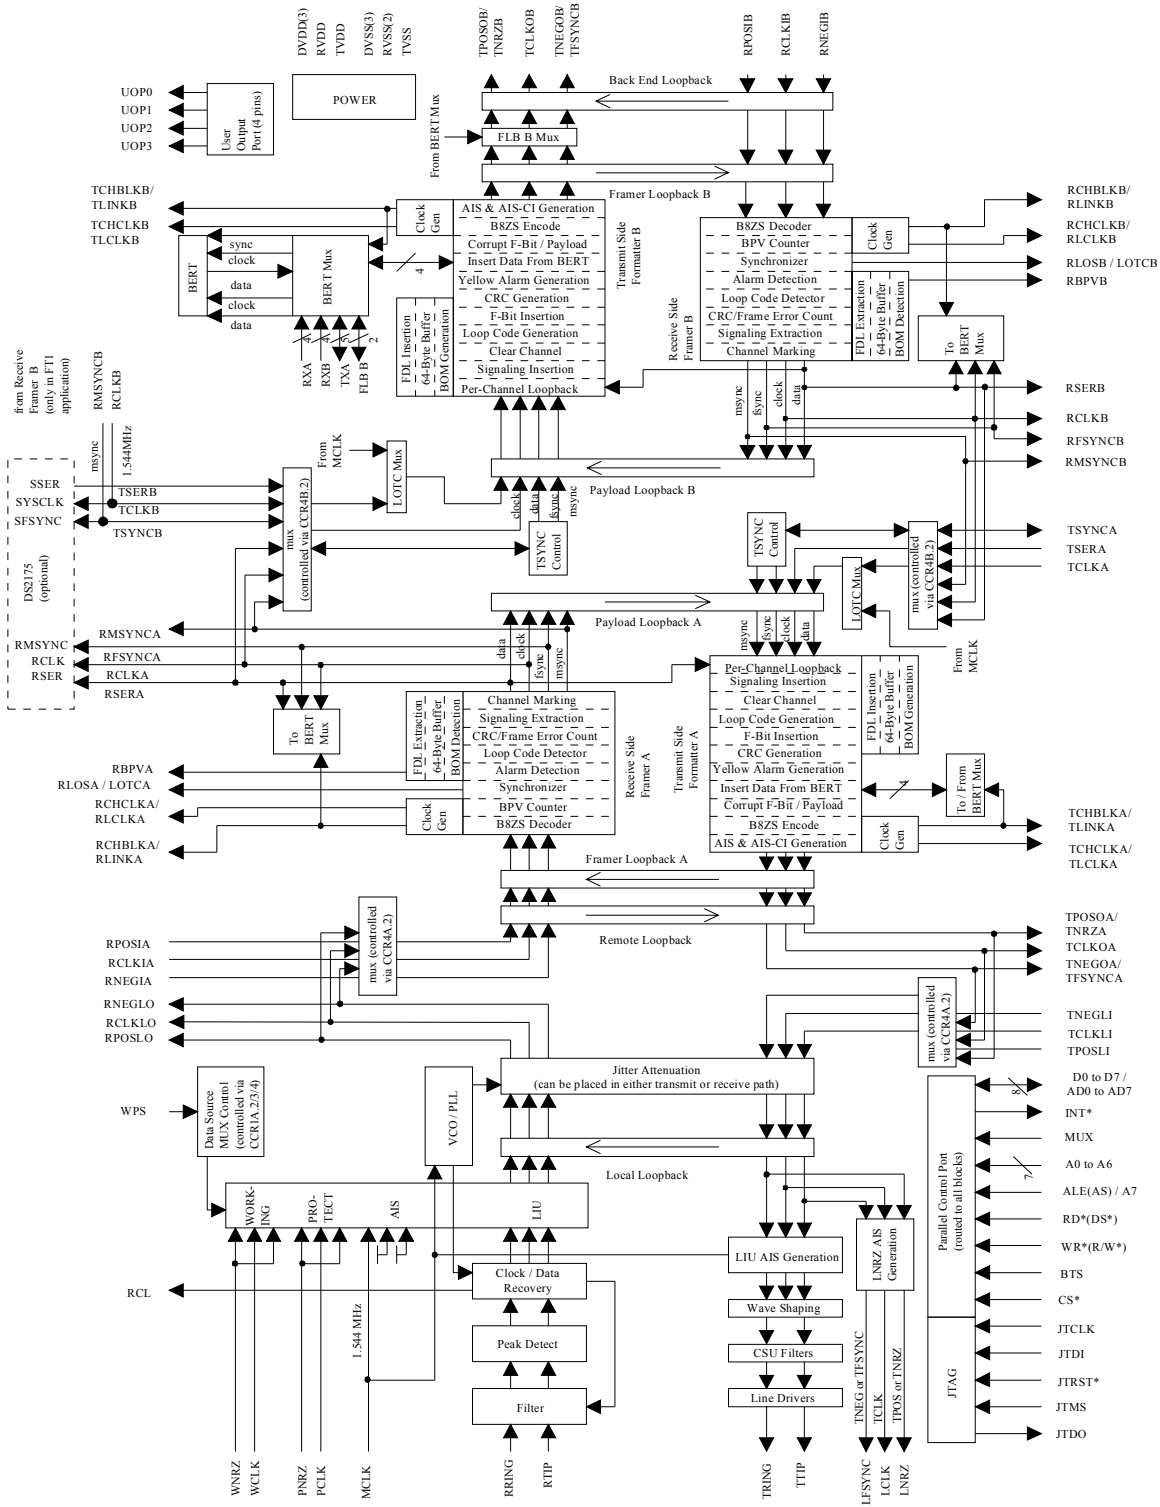 DVDD(3)
RVDD
TVDD
DVSS(3)
RVSS(2)
TVSS
TPOSOB/
TNRZB
TCLKOB
TNEGOB/
TFSYNCB
RPOSIB
RCLKIB
RNEGIB
UOP0
UOP1
UOP2
UOP3
User
Output
Port (4 pins)
POWER
Back End Loopback
From BERT Mux
FLB B Mux
Framer Loopback B
TCHBLKB/
TLINKB
TCHCLKB
TLCLKB
Clock
Gen
AIS & AIS-CI Generation
B8ZS Encode
Corrupt F-Bit / Payload
Insert Data From BERT
Yellow Alarm Generation
CRC Generation
F-Bit Insertion
Loop Code Generation
Clear Channel
Signaling Insertion
Per-Channel Loopback
Transmit Side
Formatter B
FDL Insertion
64-Byte Buffer
BOM Generation
BERT
sync
clock
data
clock
data
BERT Mux
4
4
4
5
2
RXA
RXB
TXA
FLB B
Receive Side
Framer B
B8ZS Decoder
BPV Counter
Synchronizer
Alarm Detection
Loop Code Detector
CRC/Frame Error Count
Signaling Extraction
Channel Marking
Clock
Gen
FDL Extraction
64-Byte Buffer
BOM Detection
To
BERT
Mux
RCHBLKB/
RLINKB
RCHCLKB/
RLCLKB
RLOSB / LOTCB
RBPVB
RSERB
RCLKB
RFSYNCB
RMSYNCB
msync
fsync
clock
data
from Receive
Framer B
(only in FT1
application)
RMSYNCB
RCLKB
msync
1.544MHz
SSER
SYSCLK
SFSYNC
DS2175
(optional)
RMSYNC
RCLK
RSER
TSERB
TCLKB
TSYNCB
mux
(controlled via CCR4B.2)
From
MCLK
LOTC Mux
Payload Loopback B
clock
data
fsync
msync
TSYNC
Control
TSYNC
Control
LOTC Mux
mux (controlled
via CCR4B.2)
TSYNCA
TSERA
TCLKA
From
MCLK
Payload Loopback A
RMSYNCA
RFSYNCA
RCLKA
RSERA
data
clock
fsync
msync
msync
fsync
clock
data
To
BERT
Mux
FDL Extraction
64-Byte Buffer
BOM Detection
Channel Marking
Signaling Extraction
CRC/Frame Error Count
Loop Code Detector
Alarm Detection
Synchronizer
BPV Counter
B8ZS Decoder
Clock
Gen
Receive Side
Framer A
Transmit Side
Formatter A
Per-Channel Loopback
Signaling Insertion
Clear Channel
Loop Code Generation
F-Bit Insertion
CRC Generation
Yellow Alarm Generation
Insert Data From BERT
Corrupt F-Bit / Payload
B8ZS Encode
AIS & AIS-CI Generation
FDL Insertion
64-Byte Buffer
BOM Generation
4
To / From
BERT Mux
Clock
Gen
RBPVA
RLOSA / LOTCA
RCHCLKA/
RLCLKA
RCHBLKA/
RLINKA
TCHBLKA/
TLINKA
TCHCLKA/
TLCLKA
Framer Loopback A
Remote Loopback
RPOSIA
RCLKIA
RNEGIA
mux (controlled
via CCR4A.2)
RNEGLO
RCLKLO
RPOSLO
TPOSOA/
TNRZA
TCLKOA
TNEGOA/
TFSYNCA
mux (controlled
via CCR4A.2)
TNEGLI
TCLKLI
TPOSLI
Jitter Attenuation
(can be placed in either transmit or receive path)
WPS
Data Source
MUX Control
(controlled via
CCR1A.2/3/4)
VCO / PLL
Local Loopback
WORK-
ING
PRO-
TECT
AIS
LIU
Parallel Control Port
(routed to all blocks)
JTAG
8
7
D0 to D7 /
AD0 to AD7
INT*
MUX
A0 to A6
ALE(AS) / A7
RD*(DS*)
WR*(R/W*)
BTS
CS*
JTCLK
JTDI
JTRST*
JTMS
JTDO
RCL
1.544 MHz
Clock / Data
Recovery
Peak Detect
Filter
LIU AIS Generation
Wave Shaping
CSU Filters
Line Drivers
LNRZ AIS
Generation
TNEG or TFSYNC
TCLK
TPOS or TNRZ
WNRZ
WCLK
PNRZ
PCLK
MCLK
RRING
RTIP
TRING
TTIP
LFSYNC
LCLK
LNRZ